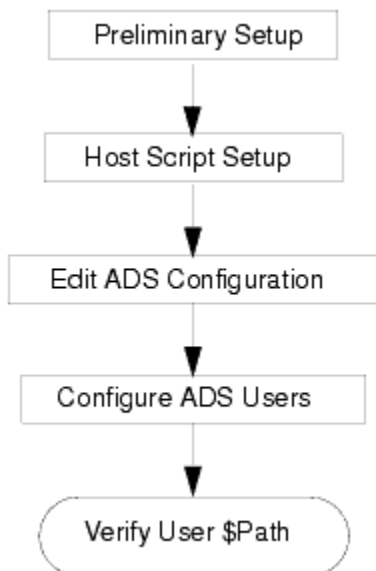 Preliminary Setup
Host Script Setup
Edit ADS Configuration
Configure ADS Users
Verify User $Path